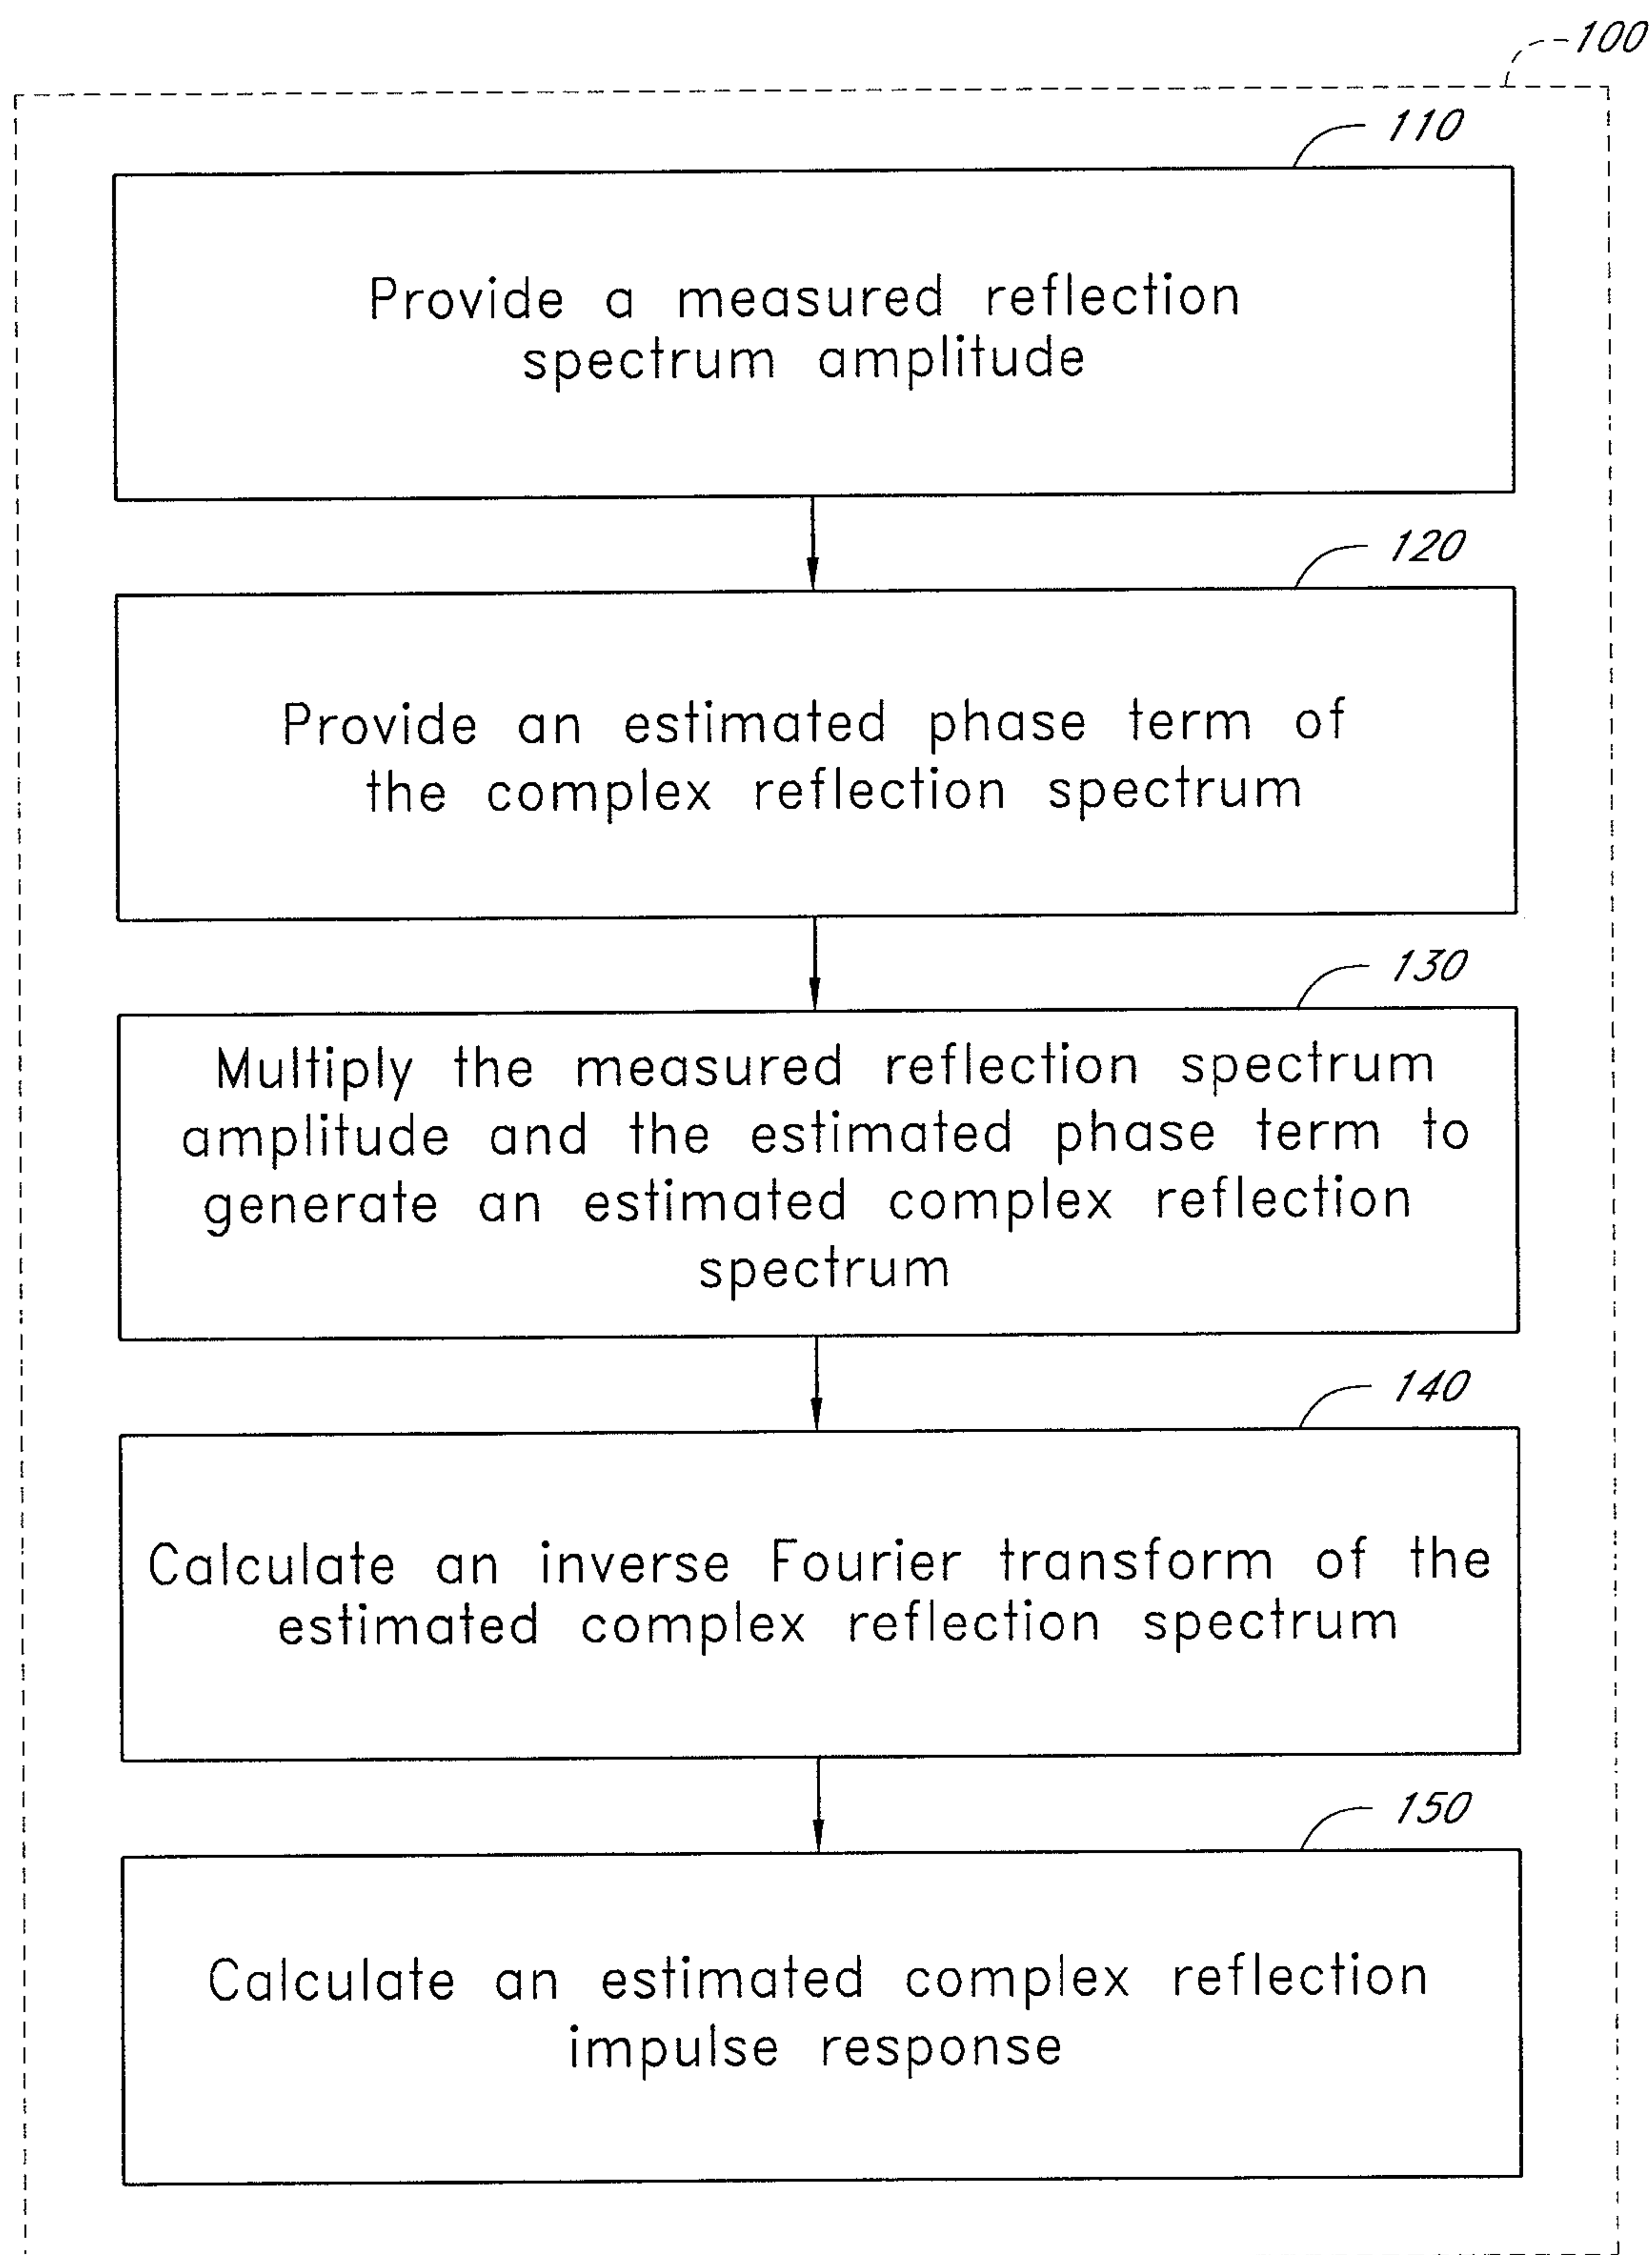 100
110
Provide a measured reflection
spectrum amplitude
120
Provide an estimated phase term of
the complex reflection spectrum
130
Multiply the measured reflection spectrum
amplitude and the estimated phase term to
generate an estimated complex reflection
spectrum
140
Calculate an inverse Fourier transform of the
estimated complex reflection spectrum
150
Calculate an estimated complex reflection
impulse response